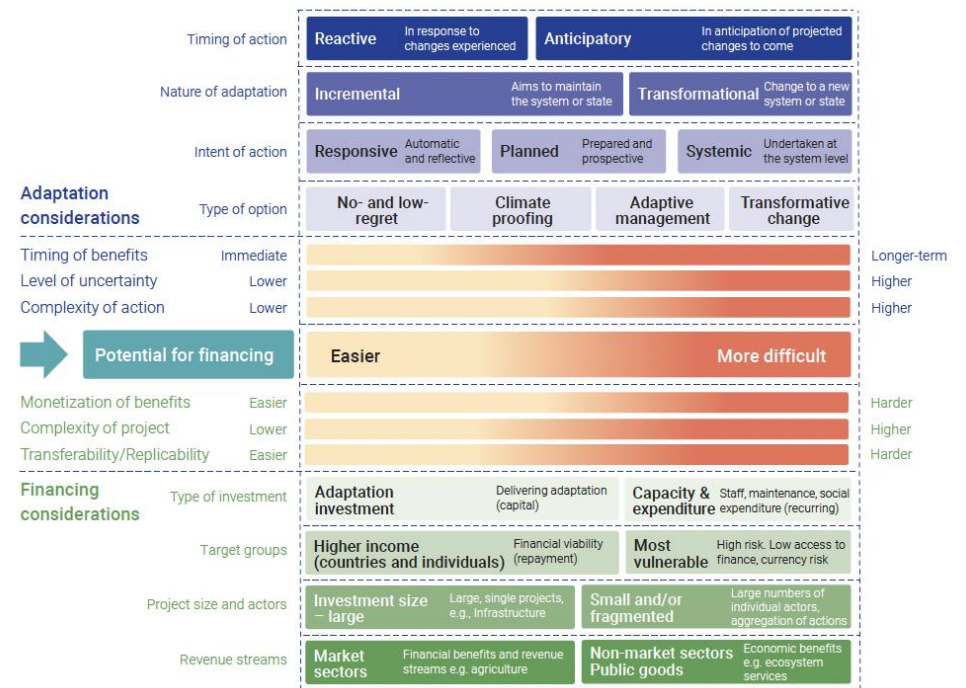 Timing of action
Reactive
In response to
changes experienced
Anticipatory
In anticipation of projected
changes to come
Nature of adaptation
Incremental
Aims to maintain
the system or state
Transformational
Change to a new
system or state
Intent of action
Responsive
Automatic
and reflective
Planned
Prepared and
prospective
Systemic
Undertaken at
the system level
Adaptation
considerations
Type of option
No- and low-
regret
Climate
proofing
Adaptive
management
Transformative
change
Timing of benefits
Immediate
Longer-term
Level of uncertainty
Lower
Higher
Complexity of action
Lower
Higher
Potential for financing
Easier
More difficult
Monetization of benefits
Easier
Harder
Complexity of project
Lower
Higher
Transferability/Replicability
Easier
Harder
Financing
considerations
Type of investment
Adaptation
investment
Delivering adaptation
(capital)
Capacity &
expenditure
Staff, maintenance, social
expenditure (recurring)
Target groups
Higher income
(countries and individuals)
Financial viability
(repayment)
Most
vulnerable
High risk. Low access to
finance, currency risk
Project size and actors
Investment size
– large
Large, single projects,
e.g., Infrastructure
Small and/or
fragmented
Large numbers of
individual actors,
aggregation of actions
Revenue streams
Market
sectors
Financial benefits and revenue
streams e.g. agriculture
Non-market sectors
Public goods
Economic benefits
e.g. ecosystem
services